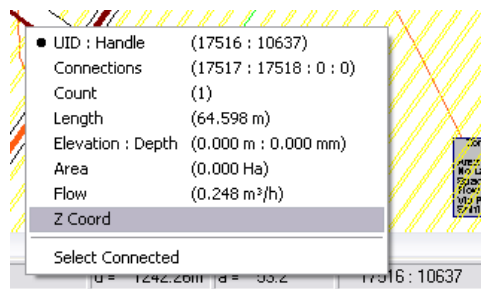 UID : Handle (17516 : 10637)
Connections (17517 : 17518 : 0 : 0)
Count (1)
Length (64.598 m)
Elevation : Depth (0.000 m : 0.000 mm)
Area (0.000 Ha)
Flow (0.248 m³/h)
Z Coord
Select Connected
d = 1242.26m a = 53.2 17516 : 10637